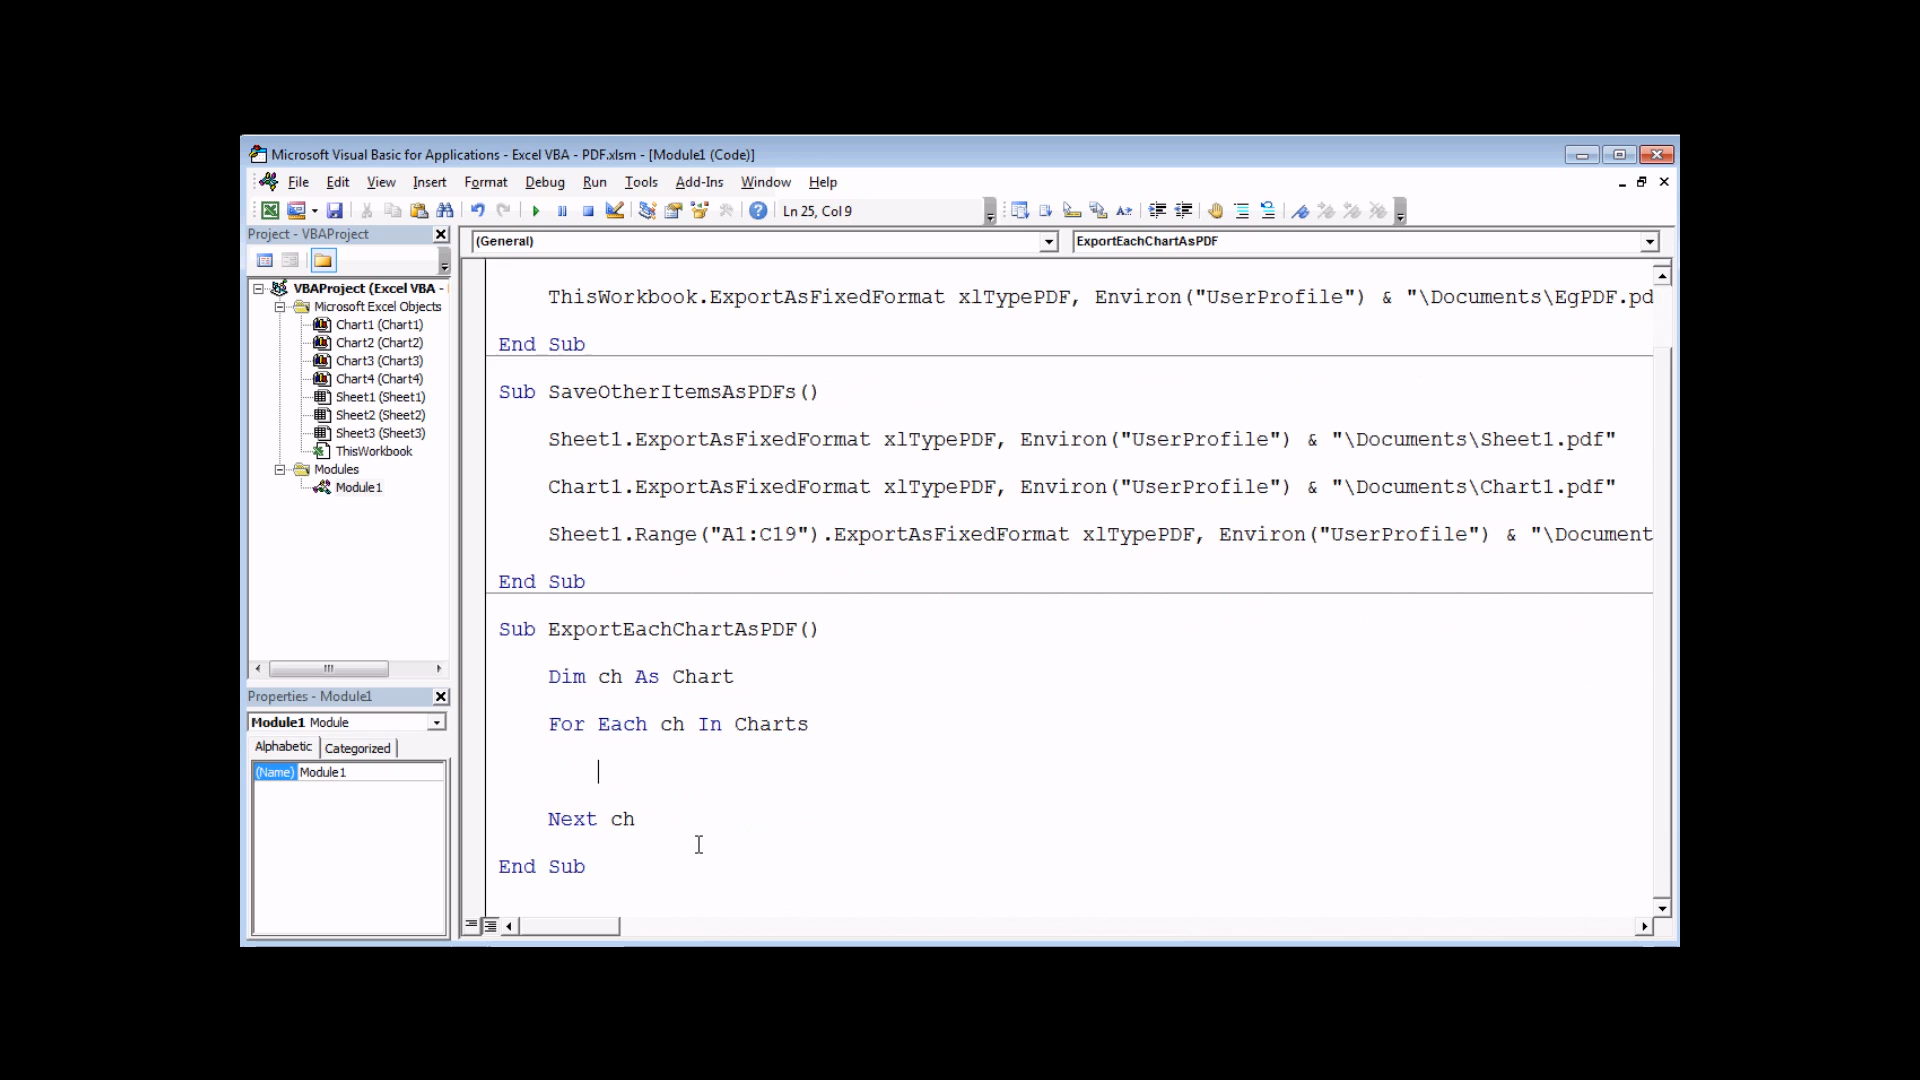 Microsoft Visual Basic for Applications - Excel VBA - PDF.xlsm - [Module1 (Code)]
File Edit View Insert Format Debug Run Tools Add-Ins Window Help
Ln 25, Col 9
Project - VBAProject
(General)
ExportEachChartAsPDF
VBAProject (Excel VBA -
Microsoft Excel Objects
Chart1 (Chart1)
Chart2 (Chart2)
Chart3 (Chart3)
Chart4 (Chart4)
Sheet1 (Sheet1)
Sheet2 (Sheet2)
Sheet3 (Sheet3)
ThisWorkbook
Modules
Module1
Properties - Module1
Module1 Module
Alphabetic Categorized
(Name) Module1
ThisWorkbook.ExportAsFixedFormat xlTypePDF, Environ("UserProfile") & "\Documents\EgPDF.pd
End Sub
Sub SaveOtherItemsAsPDFs()
Sheet1.ExportAsFixedFormat xlTypePDF, Environ("UserProfile") & "\Documents\Sheet1.pdf"
Chart1.ExportAsFixedFormat xlTypePDF, Environ("UserProfile") & "\Documents\Chart1.pdf"
Sheet1.Range("A1:C19").ExportAsFixedFormat xlTypePDF, Environ("UserProfile") & "\Document
End Sub
Sub ExportEachChartAsPDF()
Dim ch As Chart
For Each ch In Charts
Next ch
End Sub